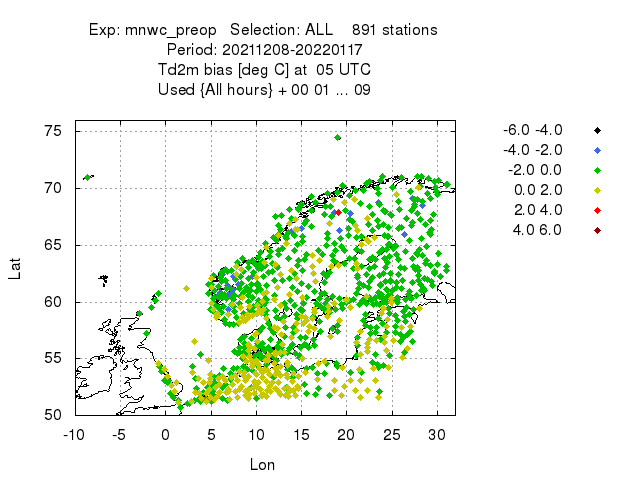 Exp: mnwc_preop Selection: ALL 891 stations
Period: 20211208-20220117
Td2m bias [deg C] at 05 UTC
Used {All hours} + 00 01 ... 09
-6.0 -4.0
-4.0 -2.0
-2.0 0.0
0.0 2.0
2.0 4.0
4.0 6.0
75
70
65
60
55
50
Lat
-10 -5 0 5 10 15 20 25 30
Lon